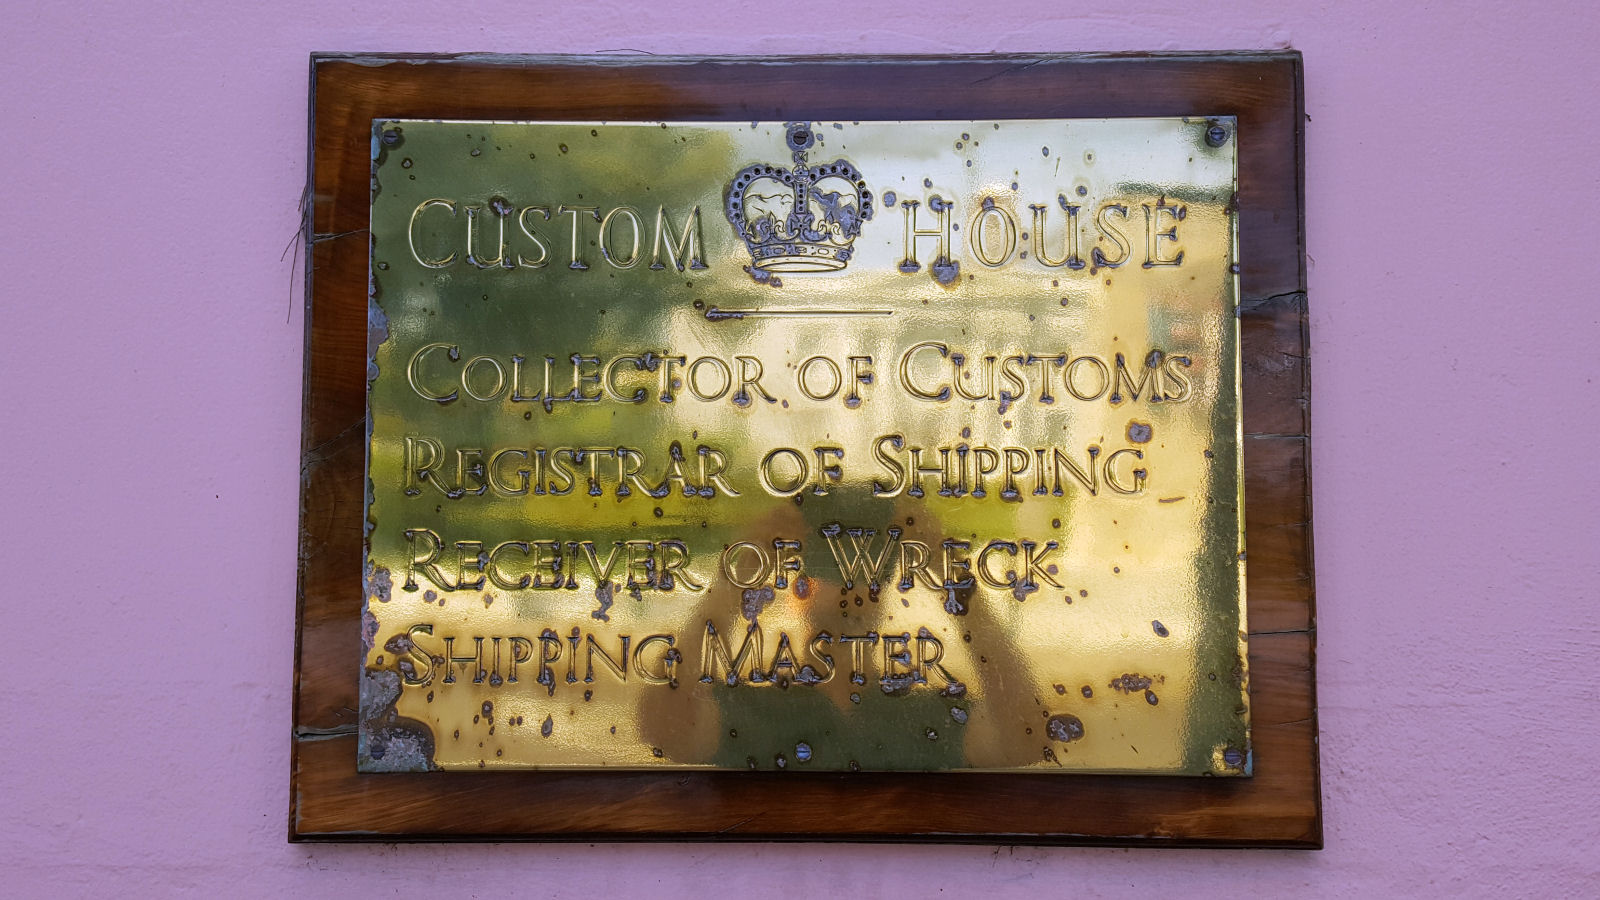 CUSTOM HOUSE
COLLECTOR OF CUSTOMS
REGISTRAR OF SHIPPING
RECEIVER OF WRECK
SHIPPING MASTER